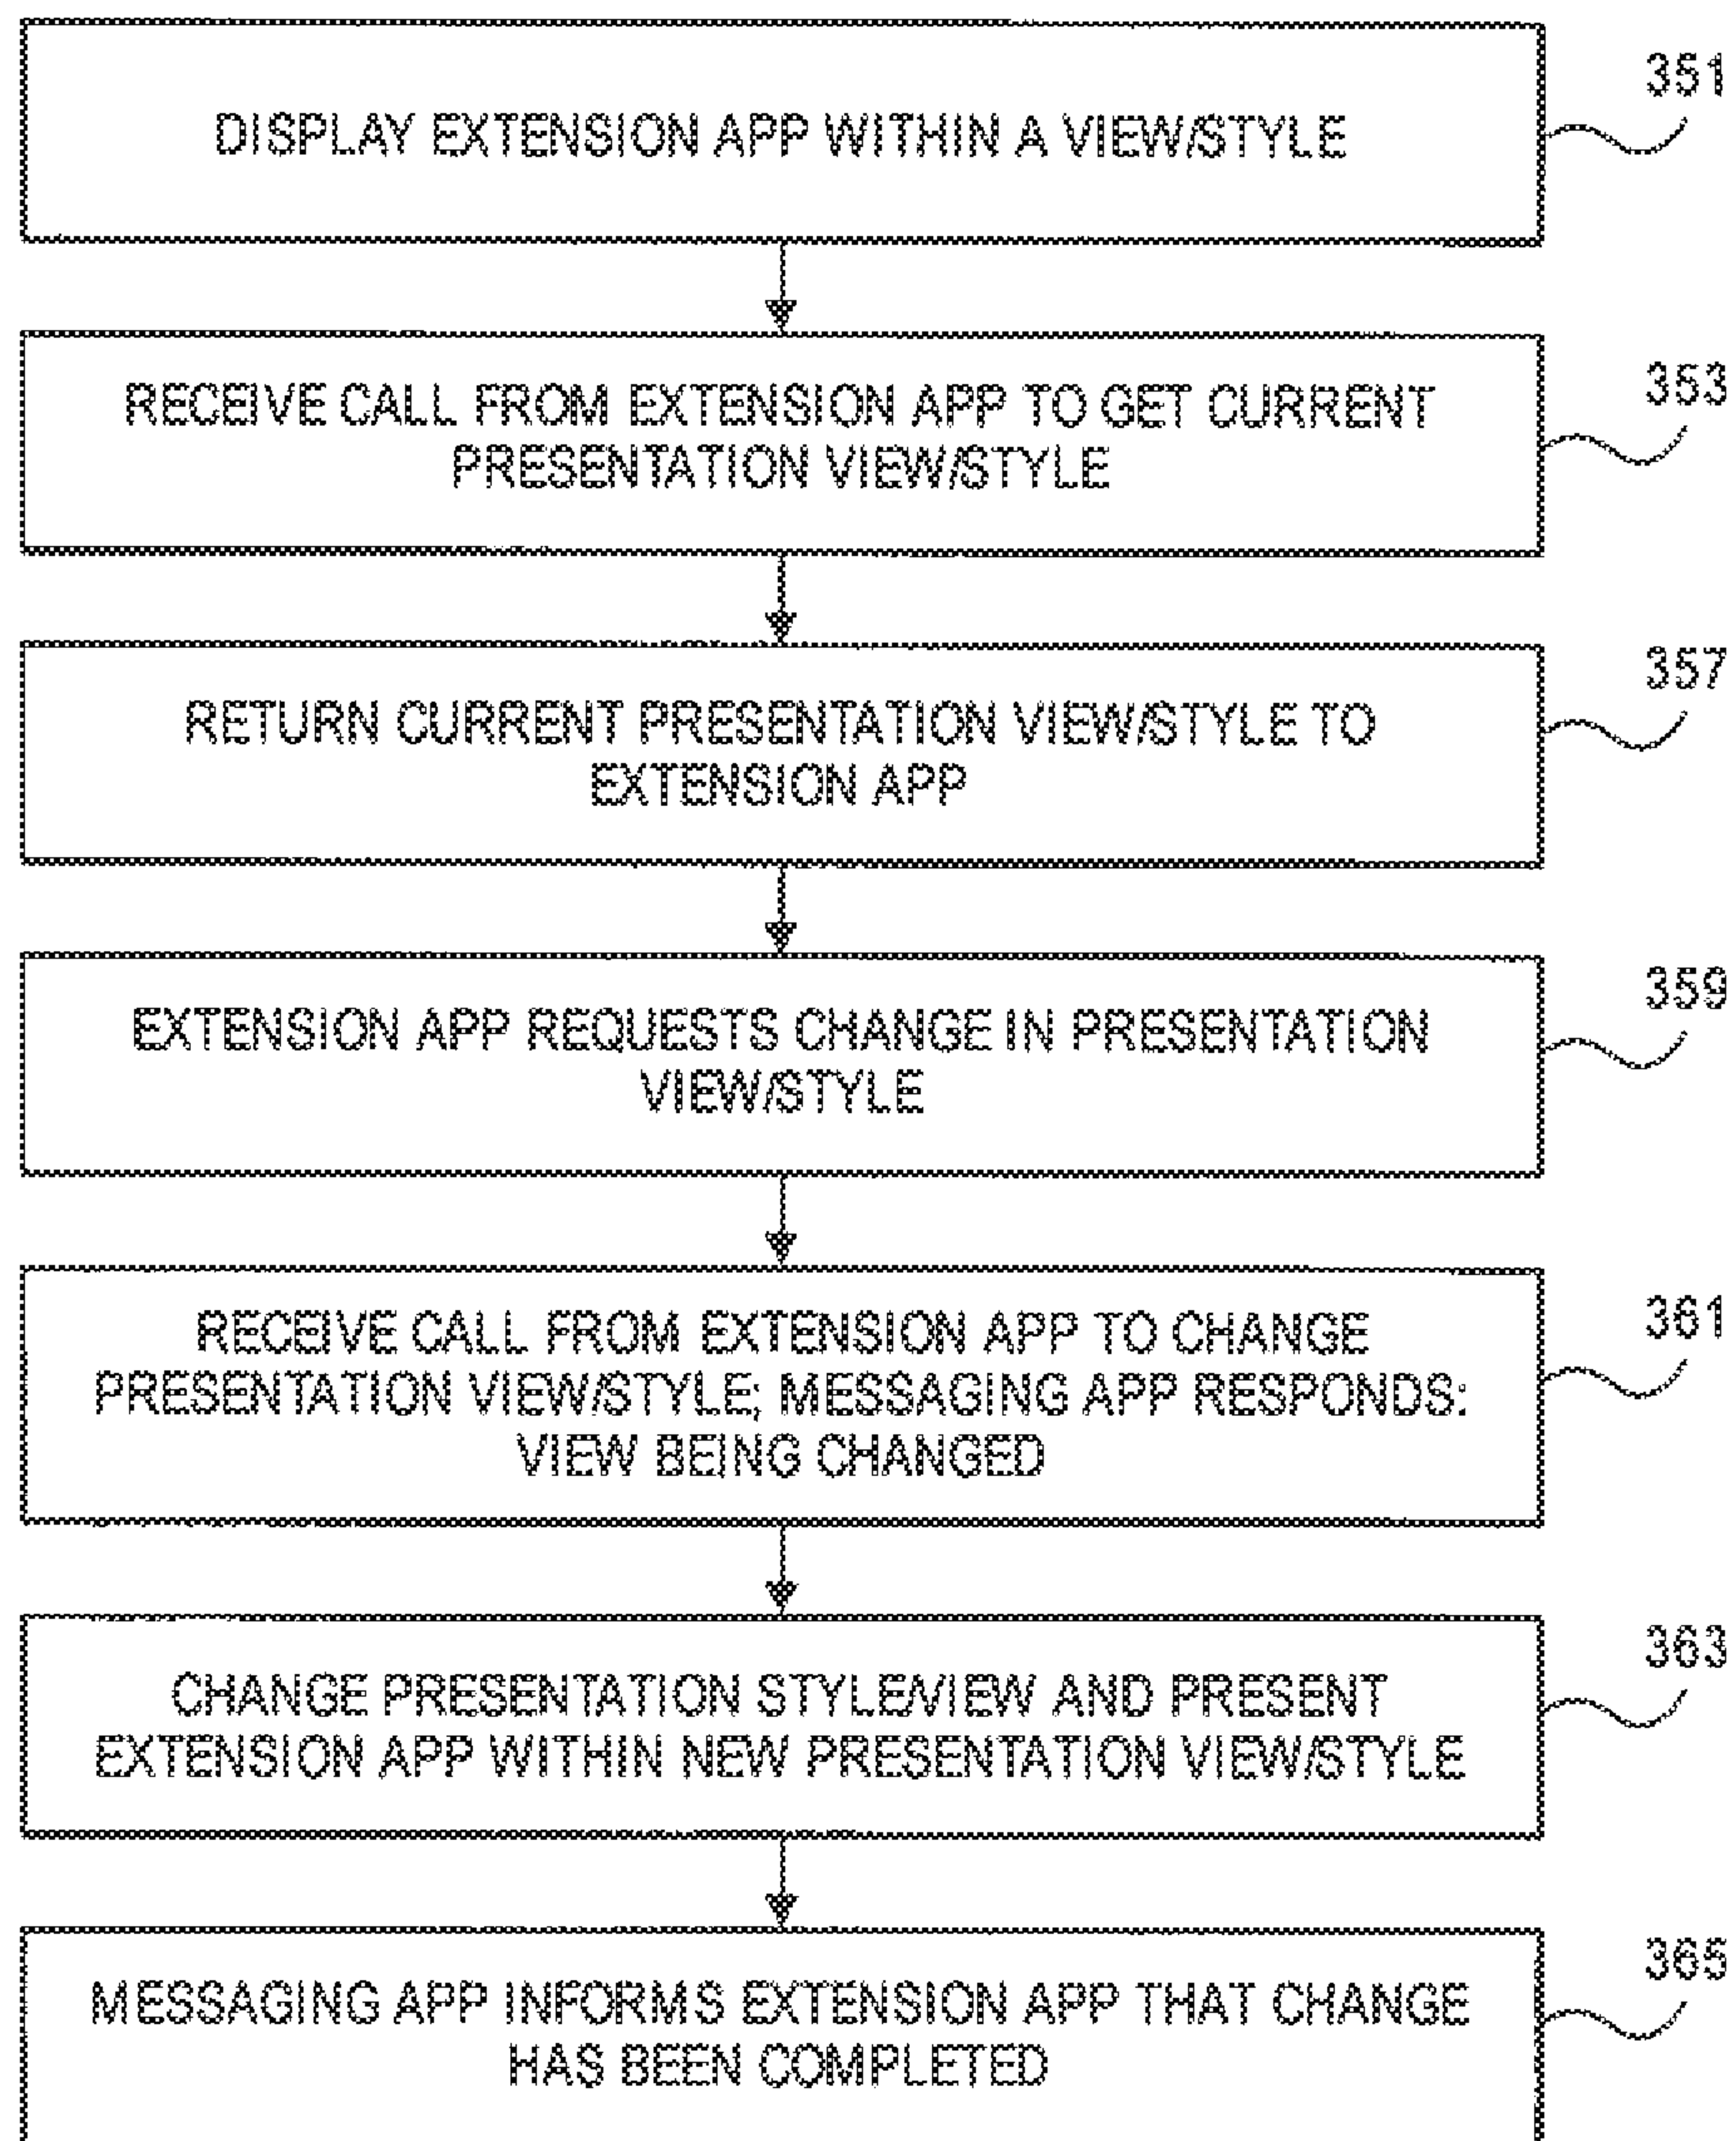 351
DISPLAY EXTENSION APP WITHIN A VIEW/STYLE
353
RECEIVE CALL FROM EXTENSION APP TO GET CURRENT
PRESENTATION VIEW/STYLE
357
RETURN CURRENT PRESENTATION VIEW/STYLE TO
EXTENSION APP
359
EXTENSION APP REQUESTS CHANGE IN PRESENTATION
VIEW/STYLE
361
RECEIVE CALL FROM EXTENSION APP TO CHANGE
PRESENTATION VIEW/STYLE; MESSAGING APP RESPONDS:
VIEW BEING CHANGED
363
CHANGE PRESENTATION STYLE/VIEW AND PRESENT
EXTENSION APP WITHIN NEW PRESENTATION VIEW/STYLE
365
MESSAGING APP INFORMS EXTENSION APP THAT CHANGE
HAS BEEN COMPLETED